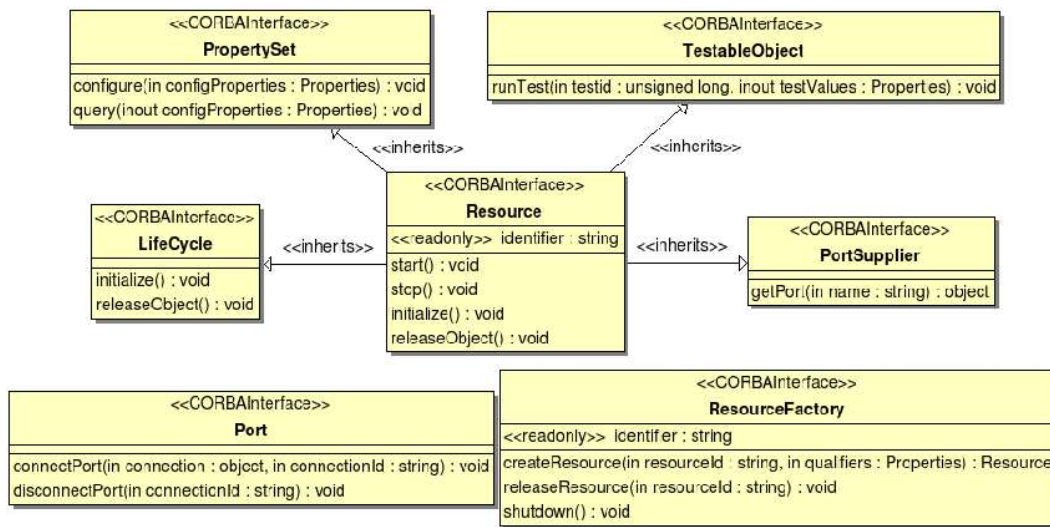 <<CORBAInterface>>
PropertySet
configure(in configProperties : Properties) : void
query(inout configProperties : Properties) : void
<<CORBAInterface>>
TestableObject
runTest(in testid : unsigned long, inout testValues : Properties) : void
<<inherits>>
<<inherits>>
<<CORBAInterface>>
LifeCycle
initialize() : void
releaseObject() : void
<<inherits>>
<<CORBAInterface>>
Resource
<<readonly>> identifier : string
start() : void
stop() : void
initialize() : void
releaseObject() : void
<<inherits>>
<<CORBAInterface>>
PortSupplier
getPort(in name : string) : object
<<CORBAInterface>>
Port
connectPort(in connection : object, in connectionId : string) : void
disconnectPort(in connectionId : string) : void
<<CORBAInterface>>
ResourceFactory
<<readonly>> identifier : string
createResource(in resourceId : string, in qualifiers : Properties) : Resource
releaseResource(in resourceId : string) : void
shutdown() : void